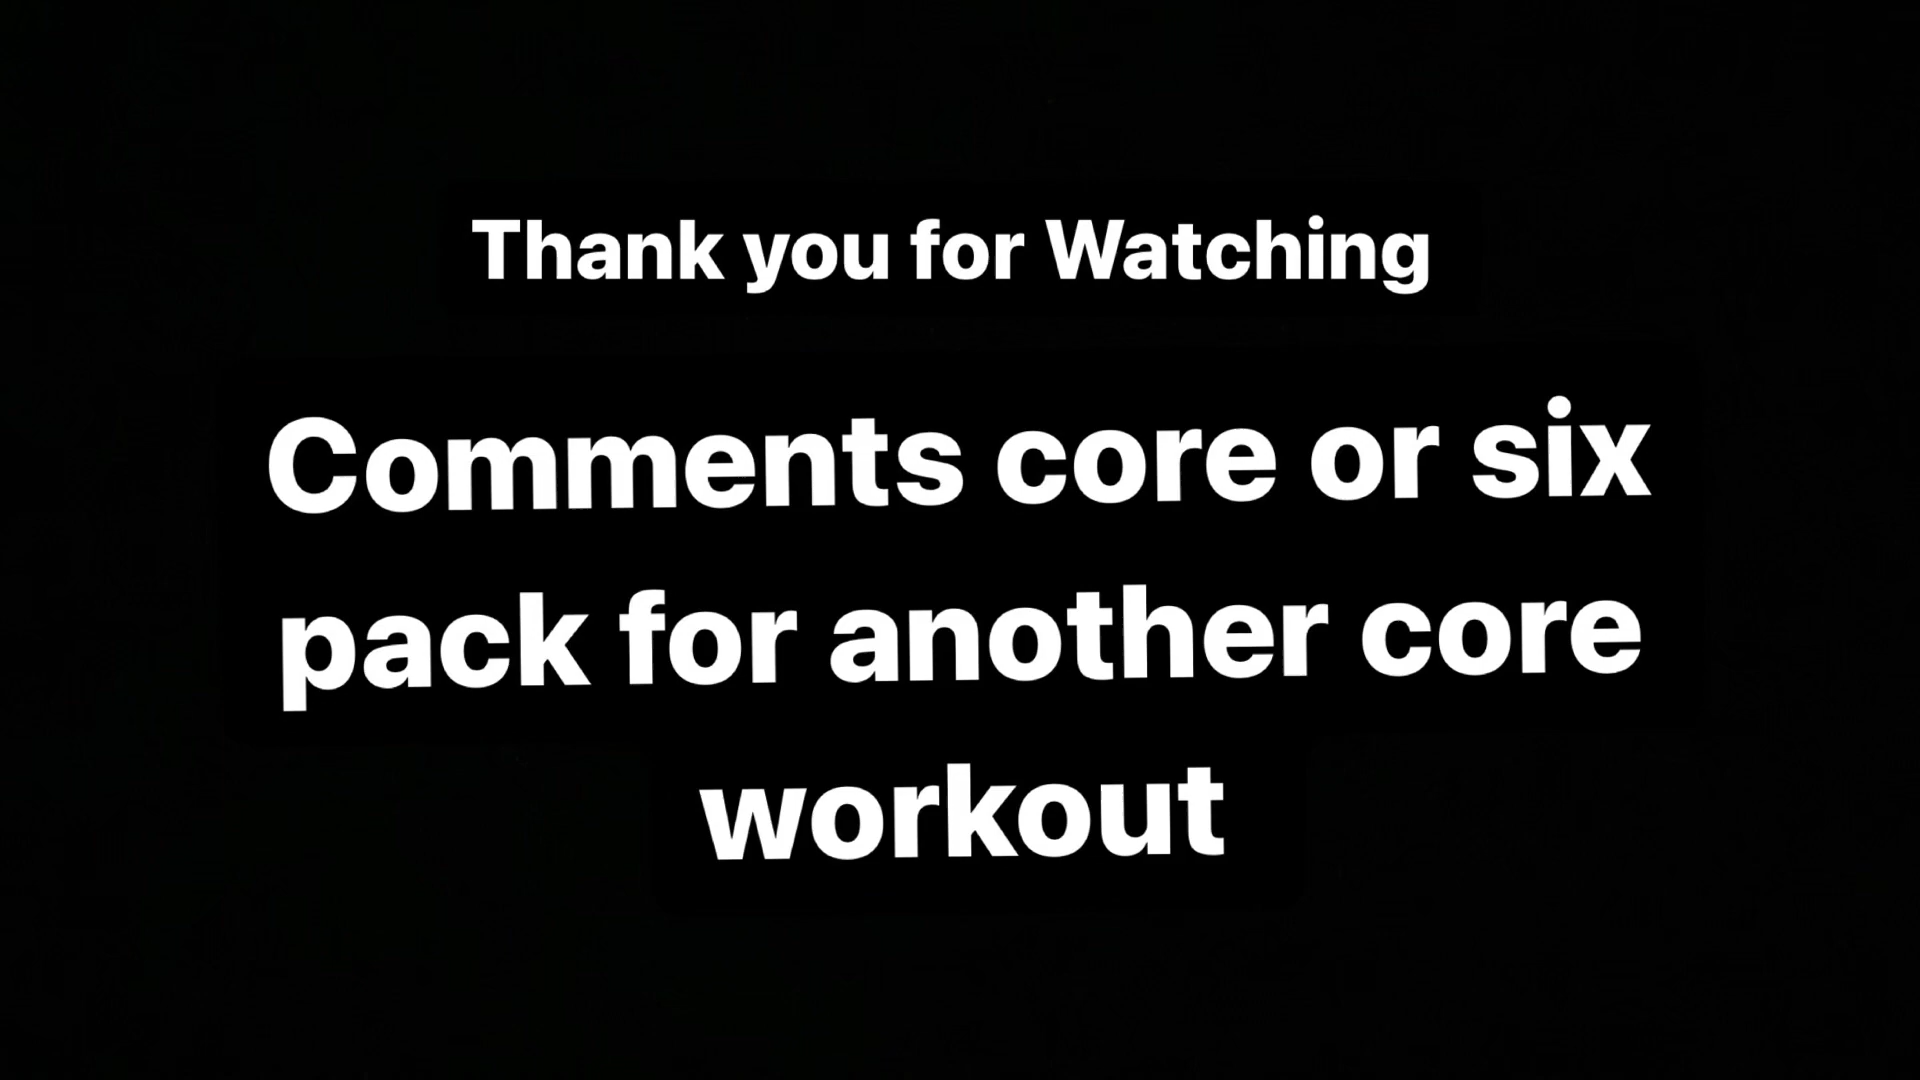 Thank you for Watching
Comments core or six
pack for another core
workout